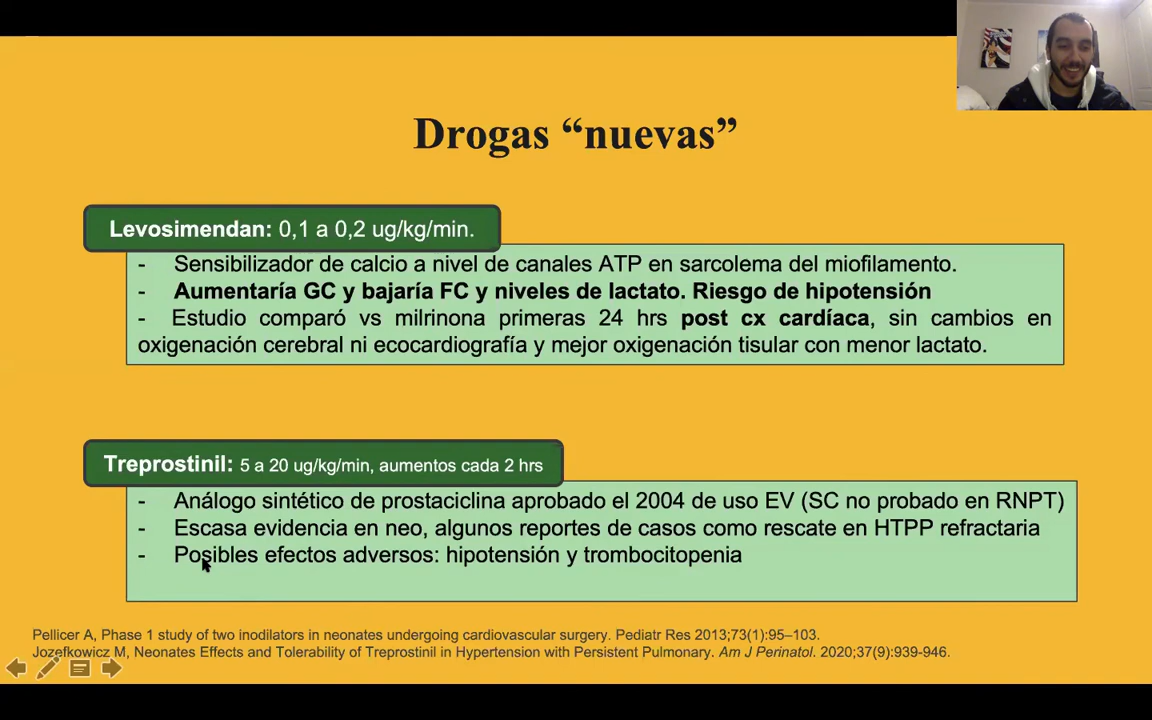 Drogas “nuevas”
Levosimendan: 0,1 a 0,2 ug/kg/min.
- Sensibilizador de calcio a nivel de canales ATP en sarcolema del miofilamento.
- Aumentaría GC y bajaría FC y niveles de lactato. Riesgo de hipotensión
- Estudio comparó vs milrinona primeras 24 hrs post cx cardíaca, sin cambios en
oxigenación cerebral ni ecocardiografía y mejor oxigenación tisular con menor lactato.
Treprostinil: 5 a 20 ug/kg/min, aumentos cada 2 hrs
- Análogo sintético de prostaciclina aprobado el 2004 de uso EV (SC no probado en RNPT)
- Escasa evidencia en neo, algunos reportes de casos como rescate en HTPP refractaria
- Posibles efectos adversos: hipotensión y trombocitopenia
Pellicer A, Phase 1 study of two inodilators in neonates undergoing cardiovascular surgery. Pediatr Res 2013;73(1):95–103.
Jozefkowicz M, Neonates Effects and Tolerability of Treprostinil in Hypertension with Persistent Pulmonary. Am J Perinatol. 2020;37(9):939-946.